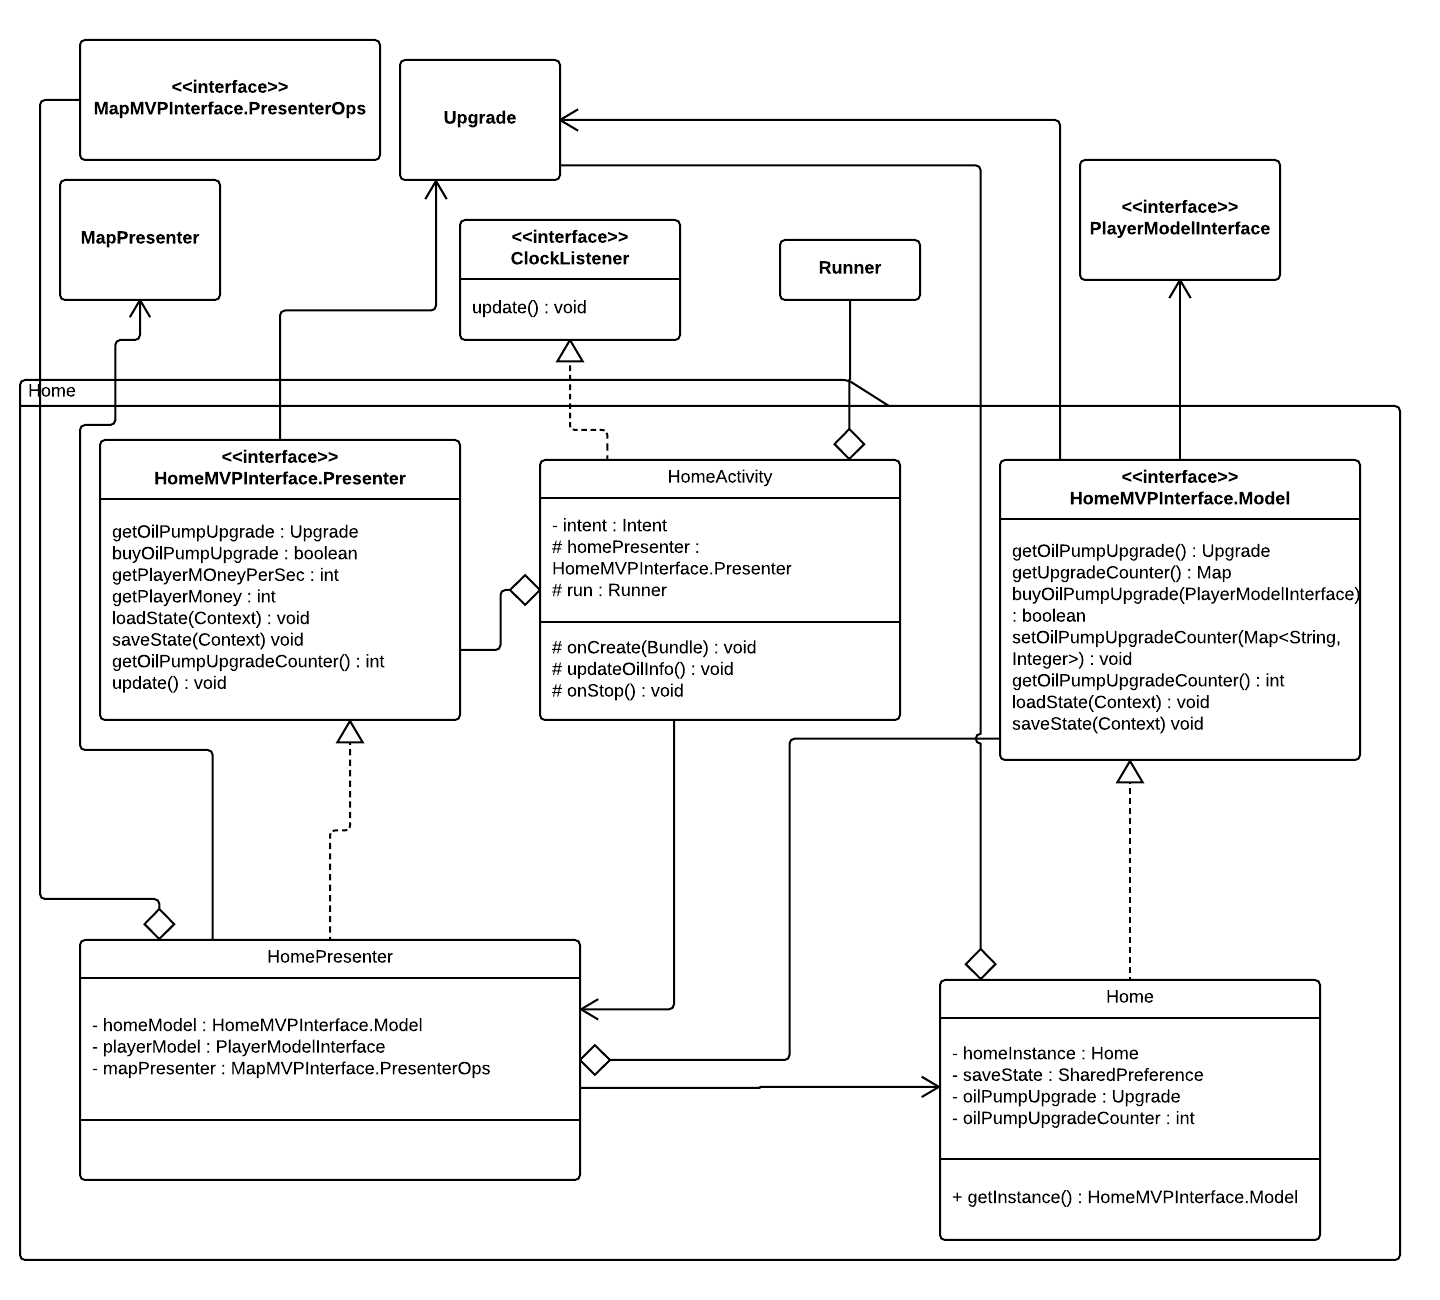 <<interface>>
MapMVPInterface.PresenterOps
Upgrade
<<interface>>
PlayerModelInterface
MapPresenter
<<interface>>
ClockListener
update() : void
Runner
Home
<<interface>>
HomeMVPInterface.Presenter
getOilPumpUpgrade : Upgrade
buyOilPumpUpgrade : boolean
getPlayerMOneyPerSec : int
getPlayerMoney : int
loadState(Context) : void
saveState(Context) void
getOilPumpUpgradeCounter() : int
update() : void
HomeActivity
- intent : Intent
# homePresenter :
HomeMVPInterface.Presenter
# run : Runner
# onCreate(Bundle) : void
# updateOilInfo() : void
# onStop() : void
<<interface>>
HomeMVPInterface.Model
getOilPumpUpgrade() : Upgrade
getUpgradeCounter() : Map
buyOilPumpUpgrade(PlayerModelInterface)
: boolean
setOilPumpUpgradeCounter(Map<String,
Integer>) : void
getOilPumpUpgradeCounter() : int
loadState(Context) : void
saveState(Context) void
HomePresenter
- homeModel : HomeMVPInterface.Model
- playerModel : PlayerModelInterface
- mapPresenter : MapMVPInterface.PresenterOps
Home
- homeInstance : Home
- saveState : SharedPreference
- oilPumpUpgrade : Upgrade
- oilPumpUpgradeCounter : int
+ getInstance() : HomeMVPInterface.Model